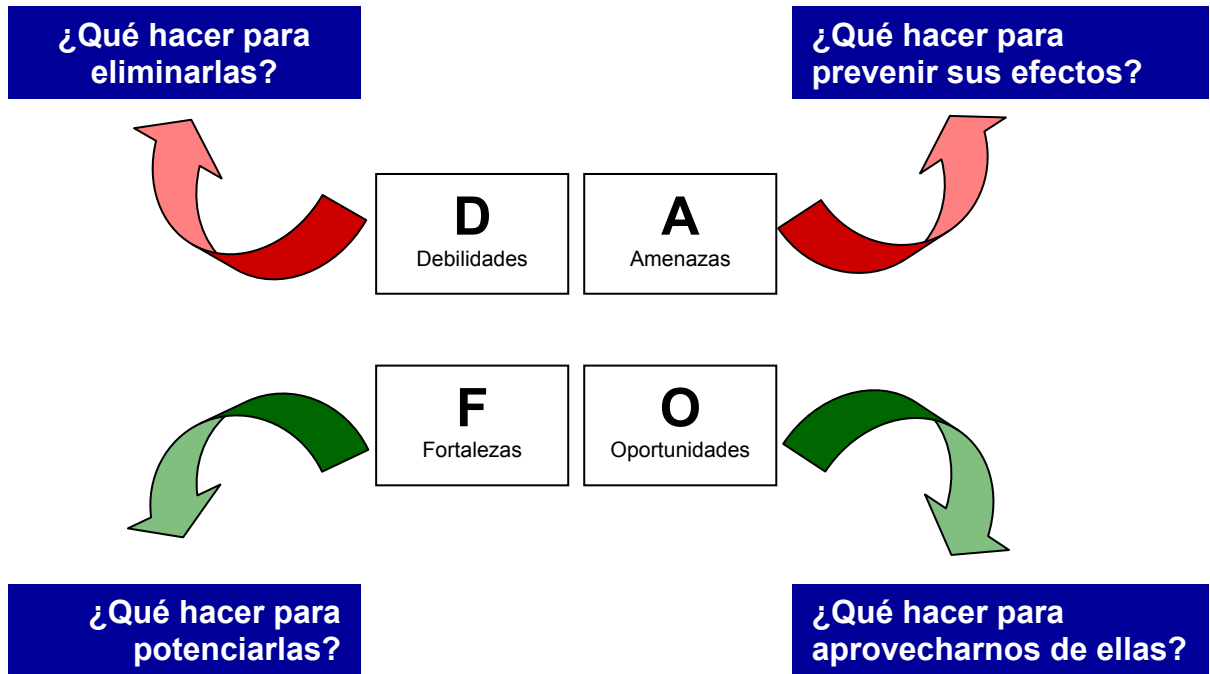 ¿Qué hacer para
eliminarlas?
¿Qué hacer para
prevenir sus efectos?
D
Debilidades
A
Amenazas
F
Fortalezas
O
Oportunidades
¿Qué hacer para
potenciarlas?
¿Qué hacer para
aprovecharnos de ellas?